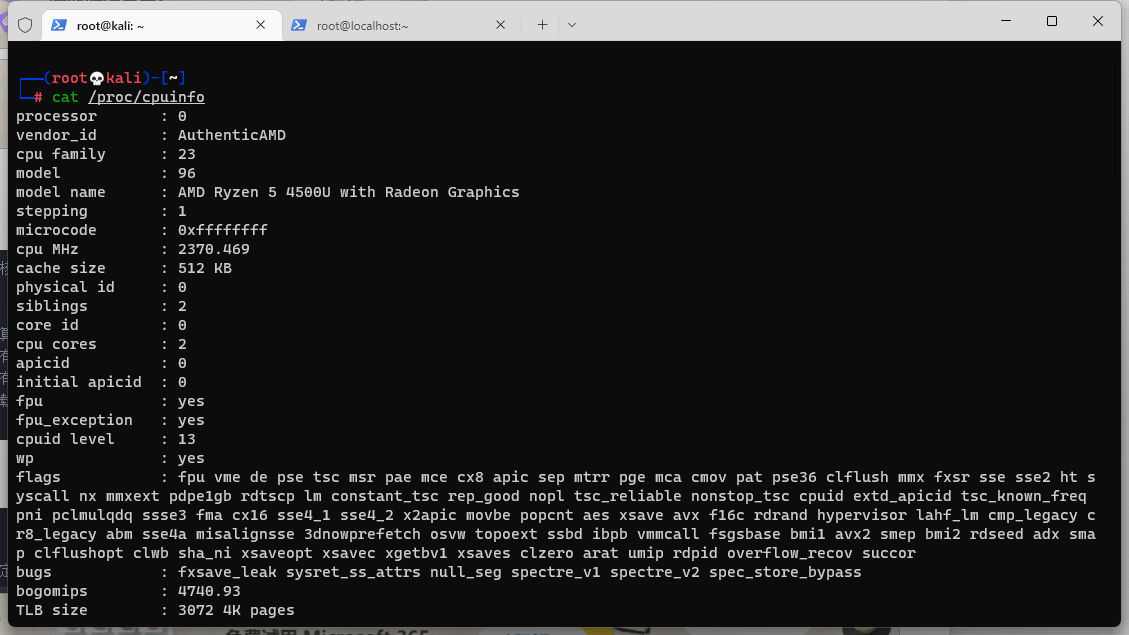 root@kali: ~
root@localhost:~
(root💀kali)-[~]
# cat /proc/cpuinfo
processor : 0
vendor_id : AuthenticAMD
cpu family : 23
model : 96
model name : AMD Ryzen 5 4500U with Radeon Graphics
stepping : 1
microcode : 0xffffffff
cpu MHz : 2370.469
cache size : 512 KB
physical id : 0
siblings : 2
core id : 0
cpu cores : 2
apicid : 0
initial apicid : 0
fpu : yes
fpu_exception : yes
cpuid level : 13
wp : yes
flags : fpu vme de pse tsc msr pae mce cx8 apic sep mtrr pge mca cmov pat pse36 clflush mmx fxsr sse sse2 ht s
yscall nx mmxext pdpe1gb rdtscp lm constant_tsc rep_good nopl tsc_reliable nonstop_tsc cpuid extd_apicid tsc_known_freq
pni pclmulqdq ssse3 fma cx16 sse4_1 sse4_2 x2apic movbe popcnt aes xsave avx f16c rdrand hypervisor lahf_lm cmp_legacy c
r8_legacy abm sse4a misalignsse 3dnowprefetch osvw topoext ssbd ibpb vmmcall fsgsbase bmi1 avx2 smep bmi2 rdseed adx sma
p clflushopt clwb sha_ni xsaveopt xsavec xgetbv1 xsaves clzero arat umip rdpid overflow_recov succor
bugs : fxsave_leak sysret_ss_attrs null_seg spectre_v1 spectre_v2 spec_store_bypass
bogomips : 4740.93
TLB size : 3072 4K pages